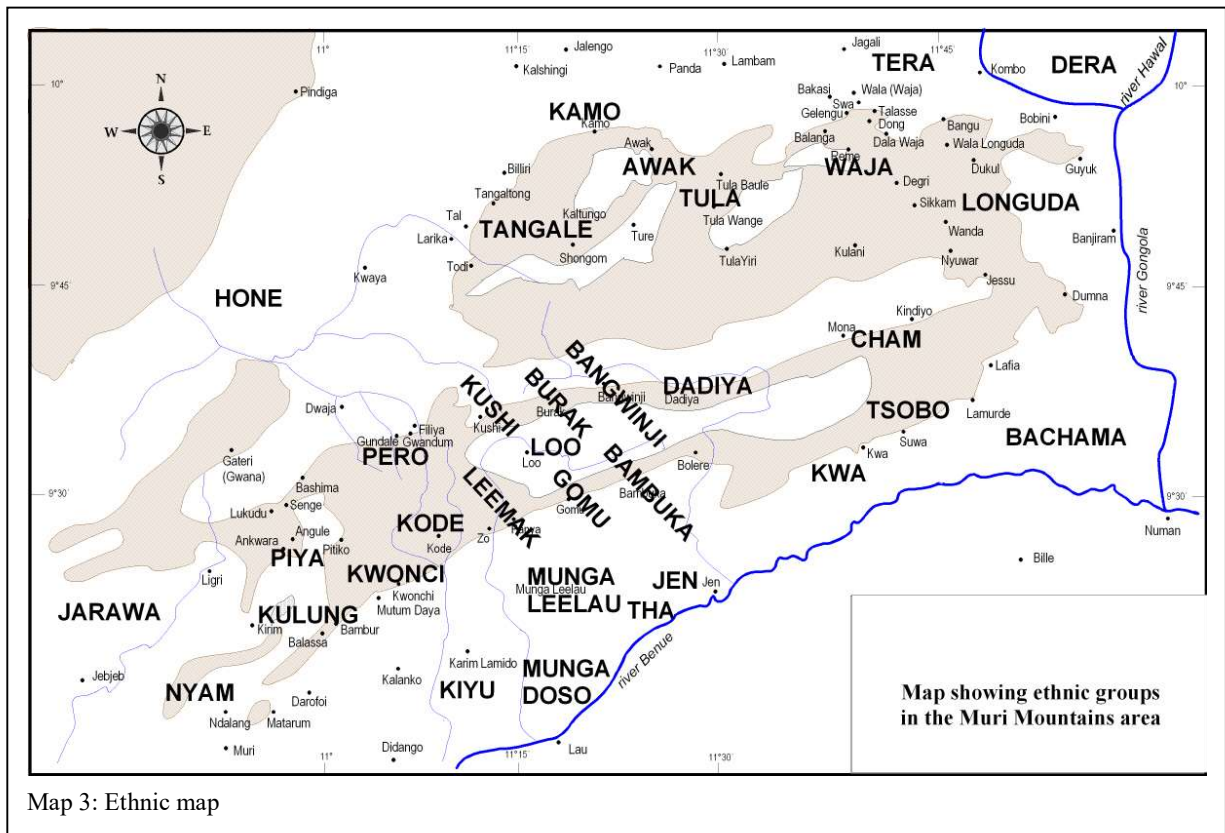 11°
11°15
11°30
11°45
Jalengo
Jagali
Kalshingi
Panda
Lambam
TERA
DERA
Kombo
river Hawal
10°
10°
Pindiga
N
W
E
S
KAMO
Kamo
Bakasi
Wala (Waja)
Swa
Gelengu
Talasse
Dong
Balanga
Dala Waja
Bangu
Bobini
Awak
AWAK
Reme
WAJA
Wala Longuda
Dukul
Guyuk
Billiri
Tangaltong
TANGALE
Kaltungo
Tula Baule
TULA
Tula Wange
Degri
Sikkam
LONGUDA
Tal
Larika
Ture
Wanda
Banjiram
Shongom
Todi
TulaYiri
Kulani
Nyuwar
Jessu
river Gongola
Kwaya
9°45
9°45
HONE
Dumna
Kindiyo
Mona
CHAM
BANGWINJI
BURAK
KUSHI
DADIYA
Lafia
Bangwinji
Dadiya
Burak
Kushi
Dwaja
Filiya
Gundale
Gwandum
PERO
TSOBO
Lamurde
BACHAMA
Suwa
Kwa
KWA
LOO
Loo
Bolere
Gateri
(Gwana)
LEEMAK
GOMU
BAMBUKA
Bambuka
Gomu
9°30
9°30
Bashima
Lukudu
Senge
KODE
Kode
Zo
Panya
Numan
Angule
Ankwara
PIYA
Pitiko
KWONCI
Kwonchi
Mutum Daya
Bille
Ligri
MUNGA
LEELAU
Munga Leelau
JEN
Jen
THA
JARAWA
KULUNG
Kirim
Bambur
Balassa
river Benue
Karim Lamido
MUNGA
DOSO
KIYU
Kalanko
Jebjeb
NYAM
Darofoi
Ndalang
Matarum
Muri
Didango
Lau
11°
11°15
11°30
Map showing ethnic groups
in the Muri Mountains area
Map 3: Ethnic map